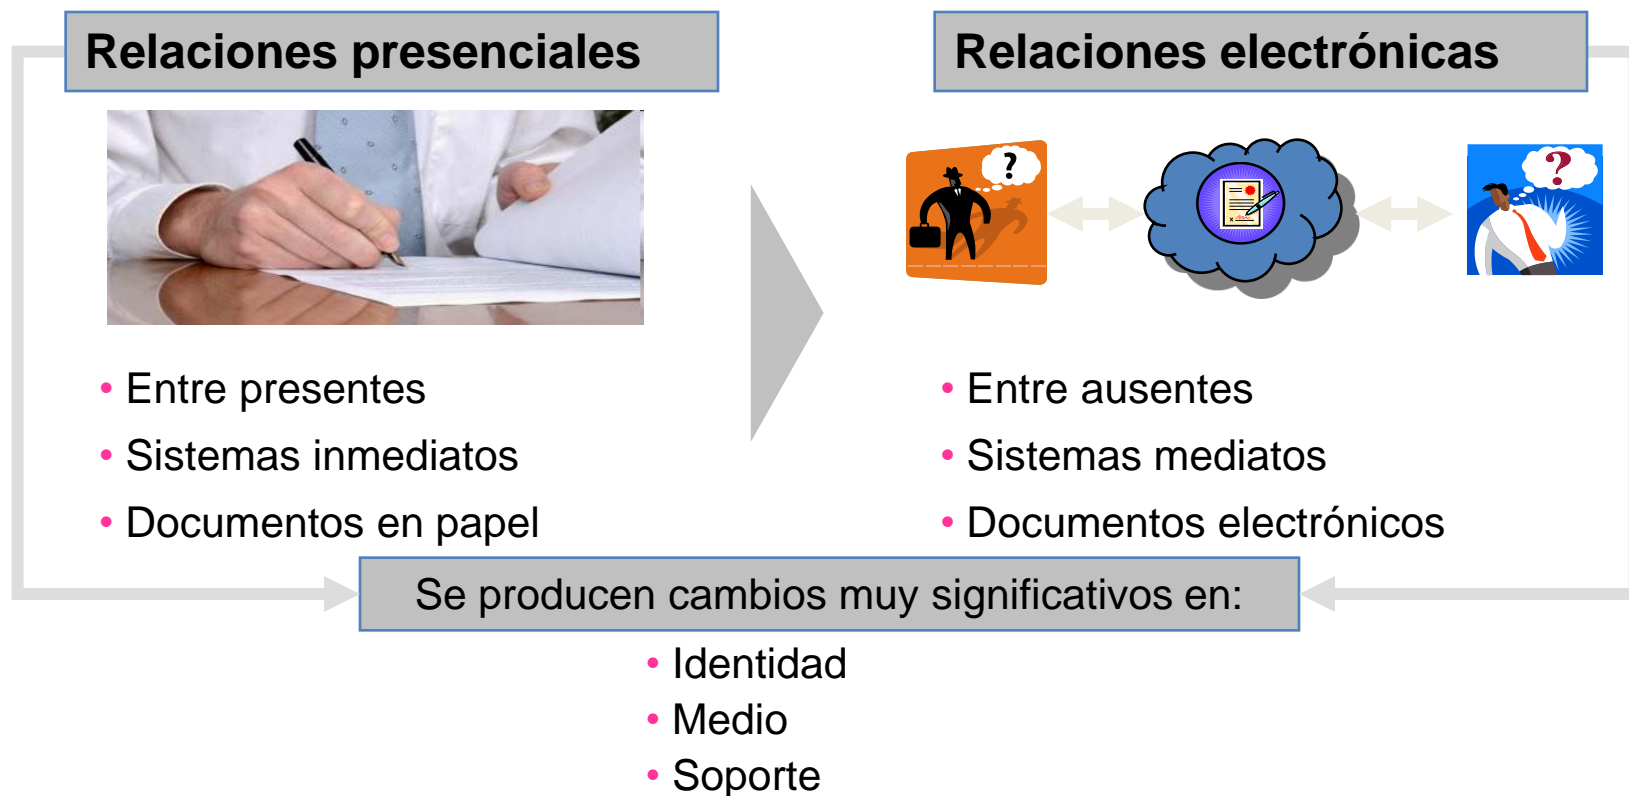 Relaciones presenciales
Relaciones electrónicas
?
?
• Entre presentes
• Sistemas inmediatos
• Documentos en papel
• Entre ausentes
• Sistemas mediatos
• Documentos electrónicos
Se producen cambios muy significativos en:
• Identidad
• Medio
• Soporte